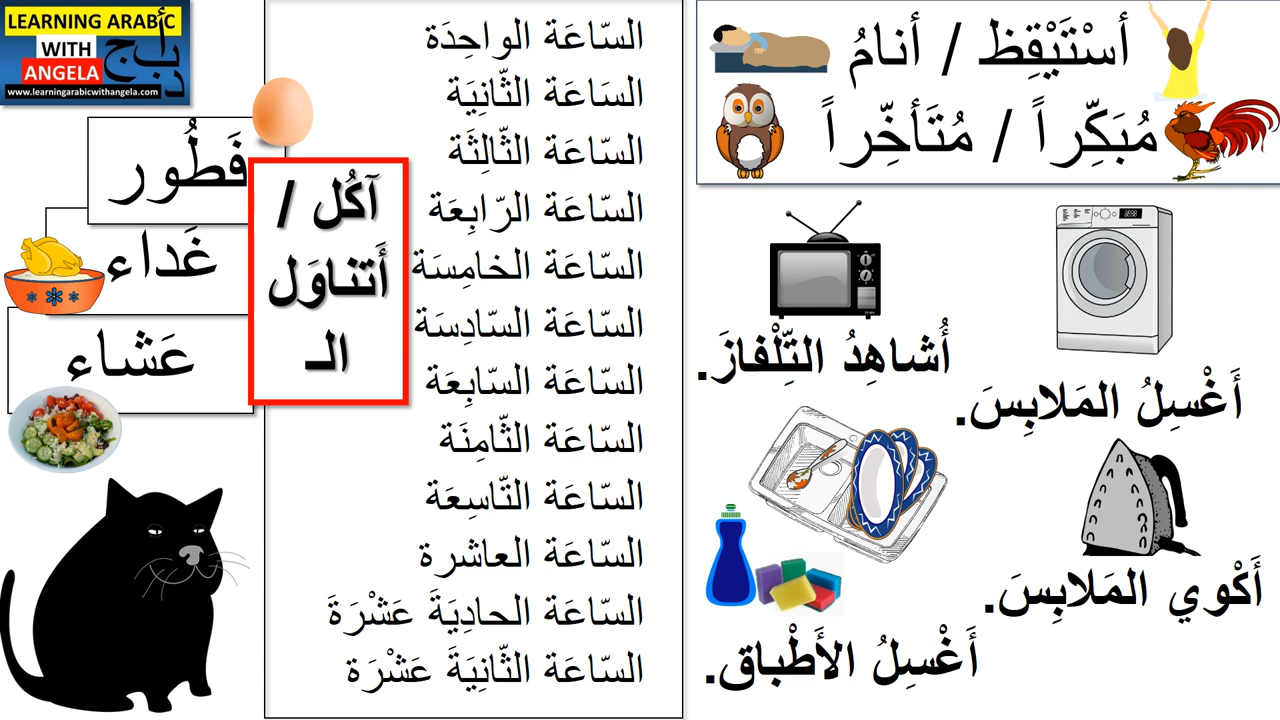 LEARNING ARABIC
WITH
ANGELA
أ ب ج د
www.learningarabicwithangela.com
أسْتَيْقِظ / أنامُ
مُبَكِّراً / مُتَأخِّراً
أُشاهِدُ التِّلْفازَ.
أَغْسِلُ المَلابِسَ.
أَكْوي المَلابِسَ.
أَغْسِلُ الأَطْباق.
السّاعَة الواحِدَة
السَاعَة الثّانِيَة
السّاعَة الثّالِثَة
السّاعَة الرّابِعَة
السّاعَة الخامِسَة
السّاعَة السّادِسَة
السّاعَة السّابِعَة
السّاعَة الثّامِنَة
السّاعَة التّاسِعَة
السّاعَة العاشرة
السّاعَة الحادِيَةَ عَشْرَةَ
السّاعَة الثّانِيَةَ عَشْرَة
آكُل /
أَتناوَل
الـ
فَطُور
غَداء
عَشاء